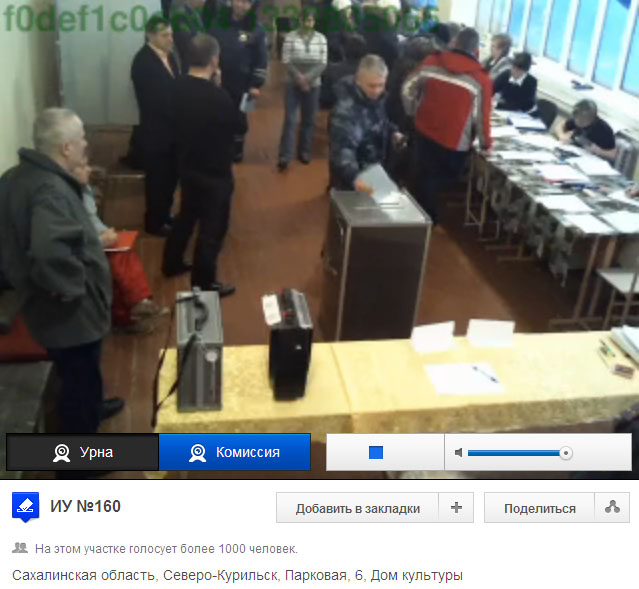 Урна
Комиссия
ИУ №160
Добавить в закладки
Поделиться
На этом участке голосует более 1000 человек.
Сахалинская область, Северо-Курильск, Парковая, 6, Дом культуры